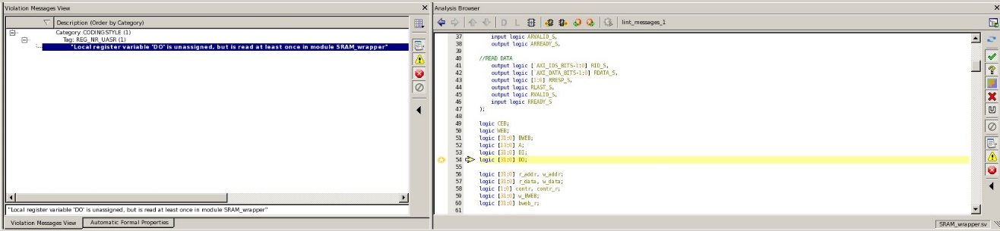 Violation Messages View
Description (Order by Category)
Category: CODINGSTYLE (1)
Tag: REG_NR_UASR (1)
"Local register variable 'DO' is unassigned, but is read at least once in module SRAM_wrapper"
"Local register variable 'DO' is unassigned, but is read at least once in module SRAM_wrapper"
Violation Messages View
Automatic Formal Properties
Analysis Browser
D L
lint_messages_1
37 input logic ARVALID_S,
38 output logic ARREADY_S,
39
40 //READ DATA
41 output logic [`AXI_IDS_BITS-1:0] RID_S,
42 output logic [`AXI_DATA_BITS-1:0] RDATA_S,
43 output logic [1:0] RRESP_S,
44 output logic RLAST_S,
45 output logic RVALID_S,
46 input logic RREADY_S
47 );
48
49 logic CEB;
50 logic WEB;
51 logic [31:0] BWEB;
52 logic [13:0] A;
53 logic [31:0] DI;
54 logic [31:0] DO;
55
56 logic [31:0] r_addr, w_addr;
57 logic [31:0] r_data, w_data;
58 logic [1:0] contr, contr_r;
59 logic [31:0] w_BWEB;
60 logic [31:0] bweb_r;
61
SRAM_wrapper.sv